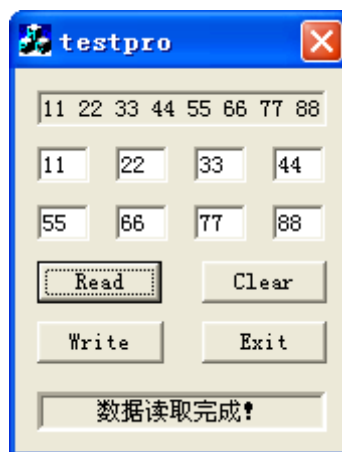 testpro
11 22 33 44 55 66 77 88
11 22 33 44
55 66 77 88
Read Clear
Write Exit
数据读取完成!